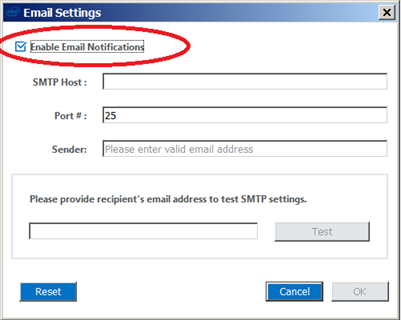 Email Settings
Enable Email Notifications
SMTP Host :
Port # : 25
Sender: Please enter valid email address
Please provide recipient's email address to test SMTP settings.
Test
Reset Cancel OK